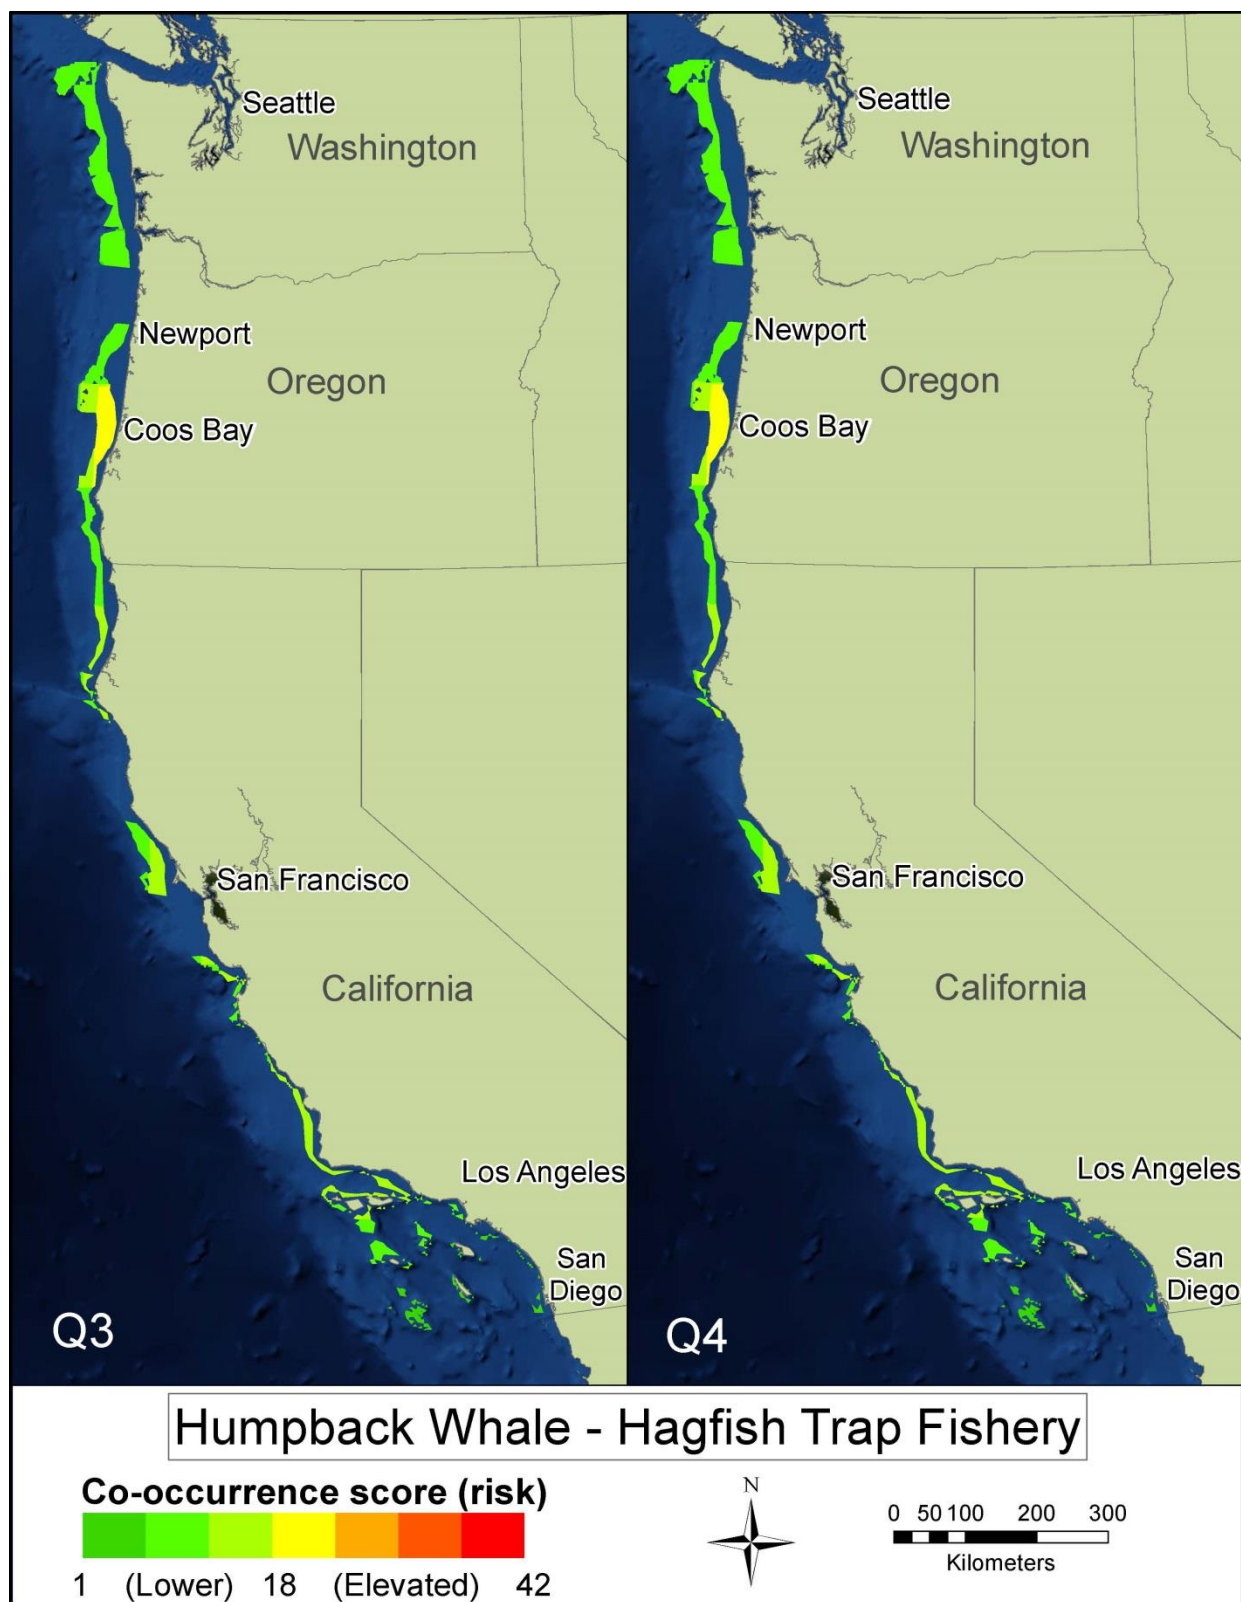 Seattle
Washington
Newport
Oregon
Coos Bay
San Francisco
California
Los Angeles
San
Diego
Q3
Seattle
Washington
Newport
Oregon
Coos Bay
San Francisco
California
Los Angeles
San
Diego
Q4
Humpback Whale - Hagfish Trap Fishery
Co-occurrence score (risk)
1 (Lower) 18 (Elevated) 42
N
0 50 100 200 300
Kilometers